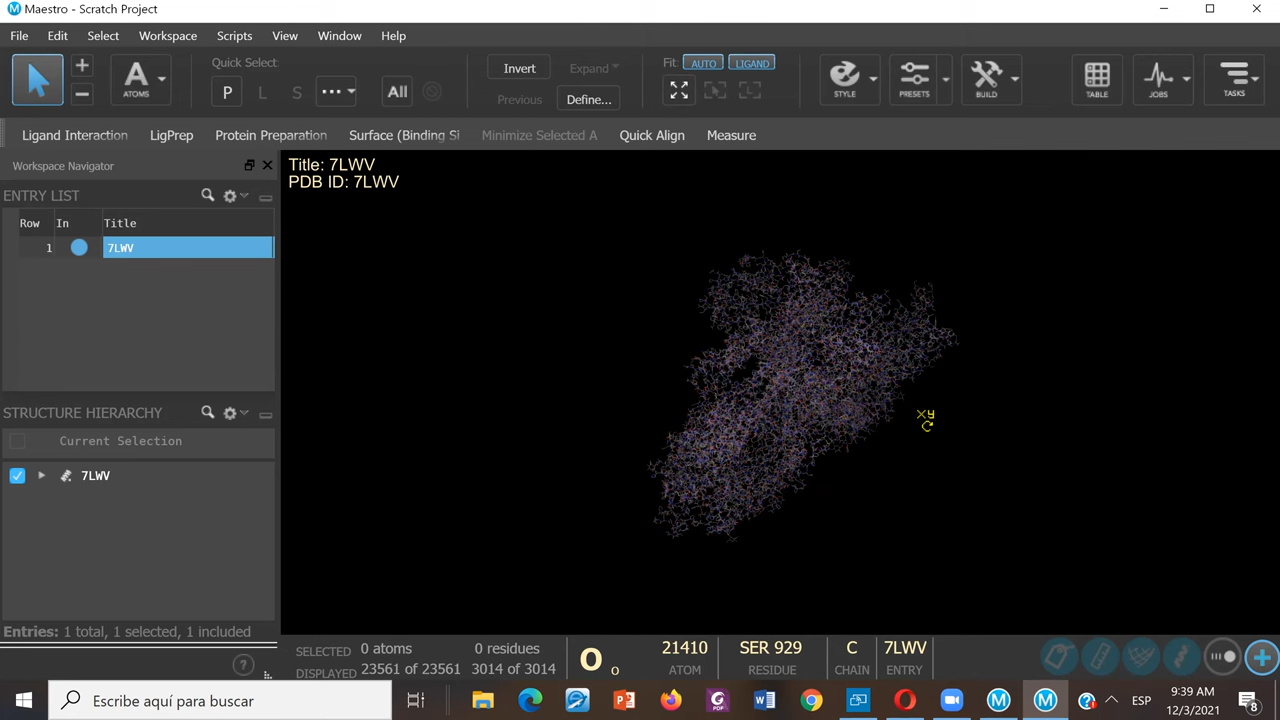 Maestro - Scratch Project
File Edit Select Workspace Scripts View Window Help
ATOMS
Quick Select:
P L S ... All
Invert Expand
Previous Define...
Fit: AUTO LIGAND
STYLE PRESETS BUILD TABLE JOBS TASKS
Ligand Interaction LigPrep Protein Preparation Surface (Binding Si Minimize Selected A Quick Align Measure
Workspace Navigator
ENTRY LIST
Row In Title
1 7LWV
STRUCTURE HIERARCHY
Current Selection
7LWV
Entries: 1 total, 1 selected, 1 included
Title: 7LWV
PDB ID: 7LWV
xy
SELECTED 0 atoms 0 residues
DISPLAYED 23561 of 23561 3014 of 3014
O o
21410 SER 929 C 7LWV
ATOM RESIDUE CHAIN ENTRY
Escribe aquí para buscar
ESP
9:39 AM
12/3/2021
8